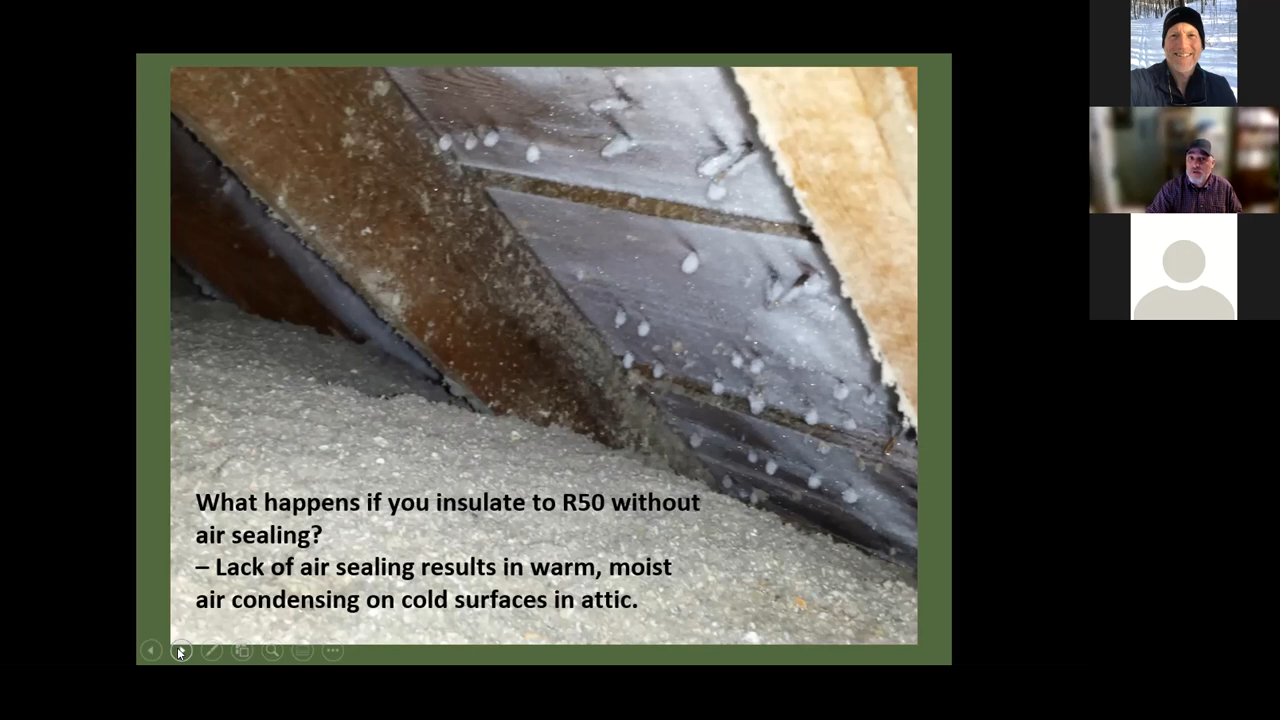 What happens if you insulate to R50 without
air sealing?
– Lack of air sealing results in warm, moist
air condensing on cold surfaces in attic.